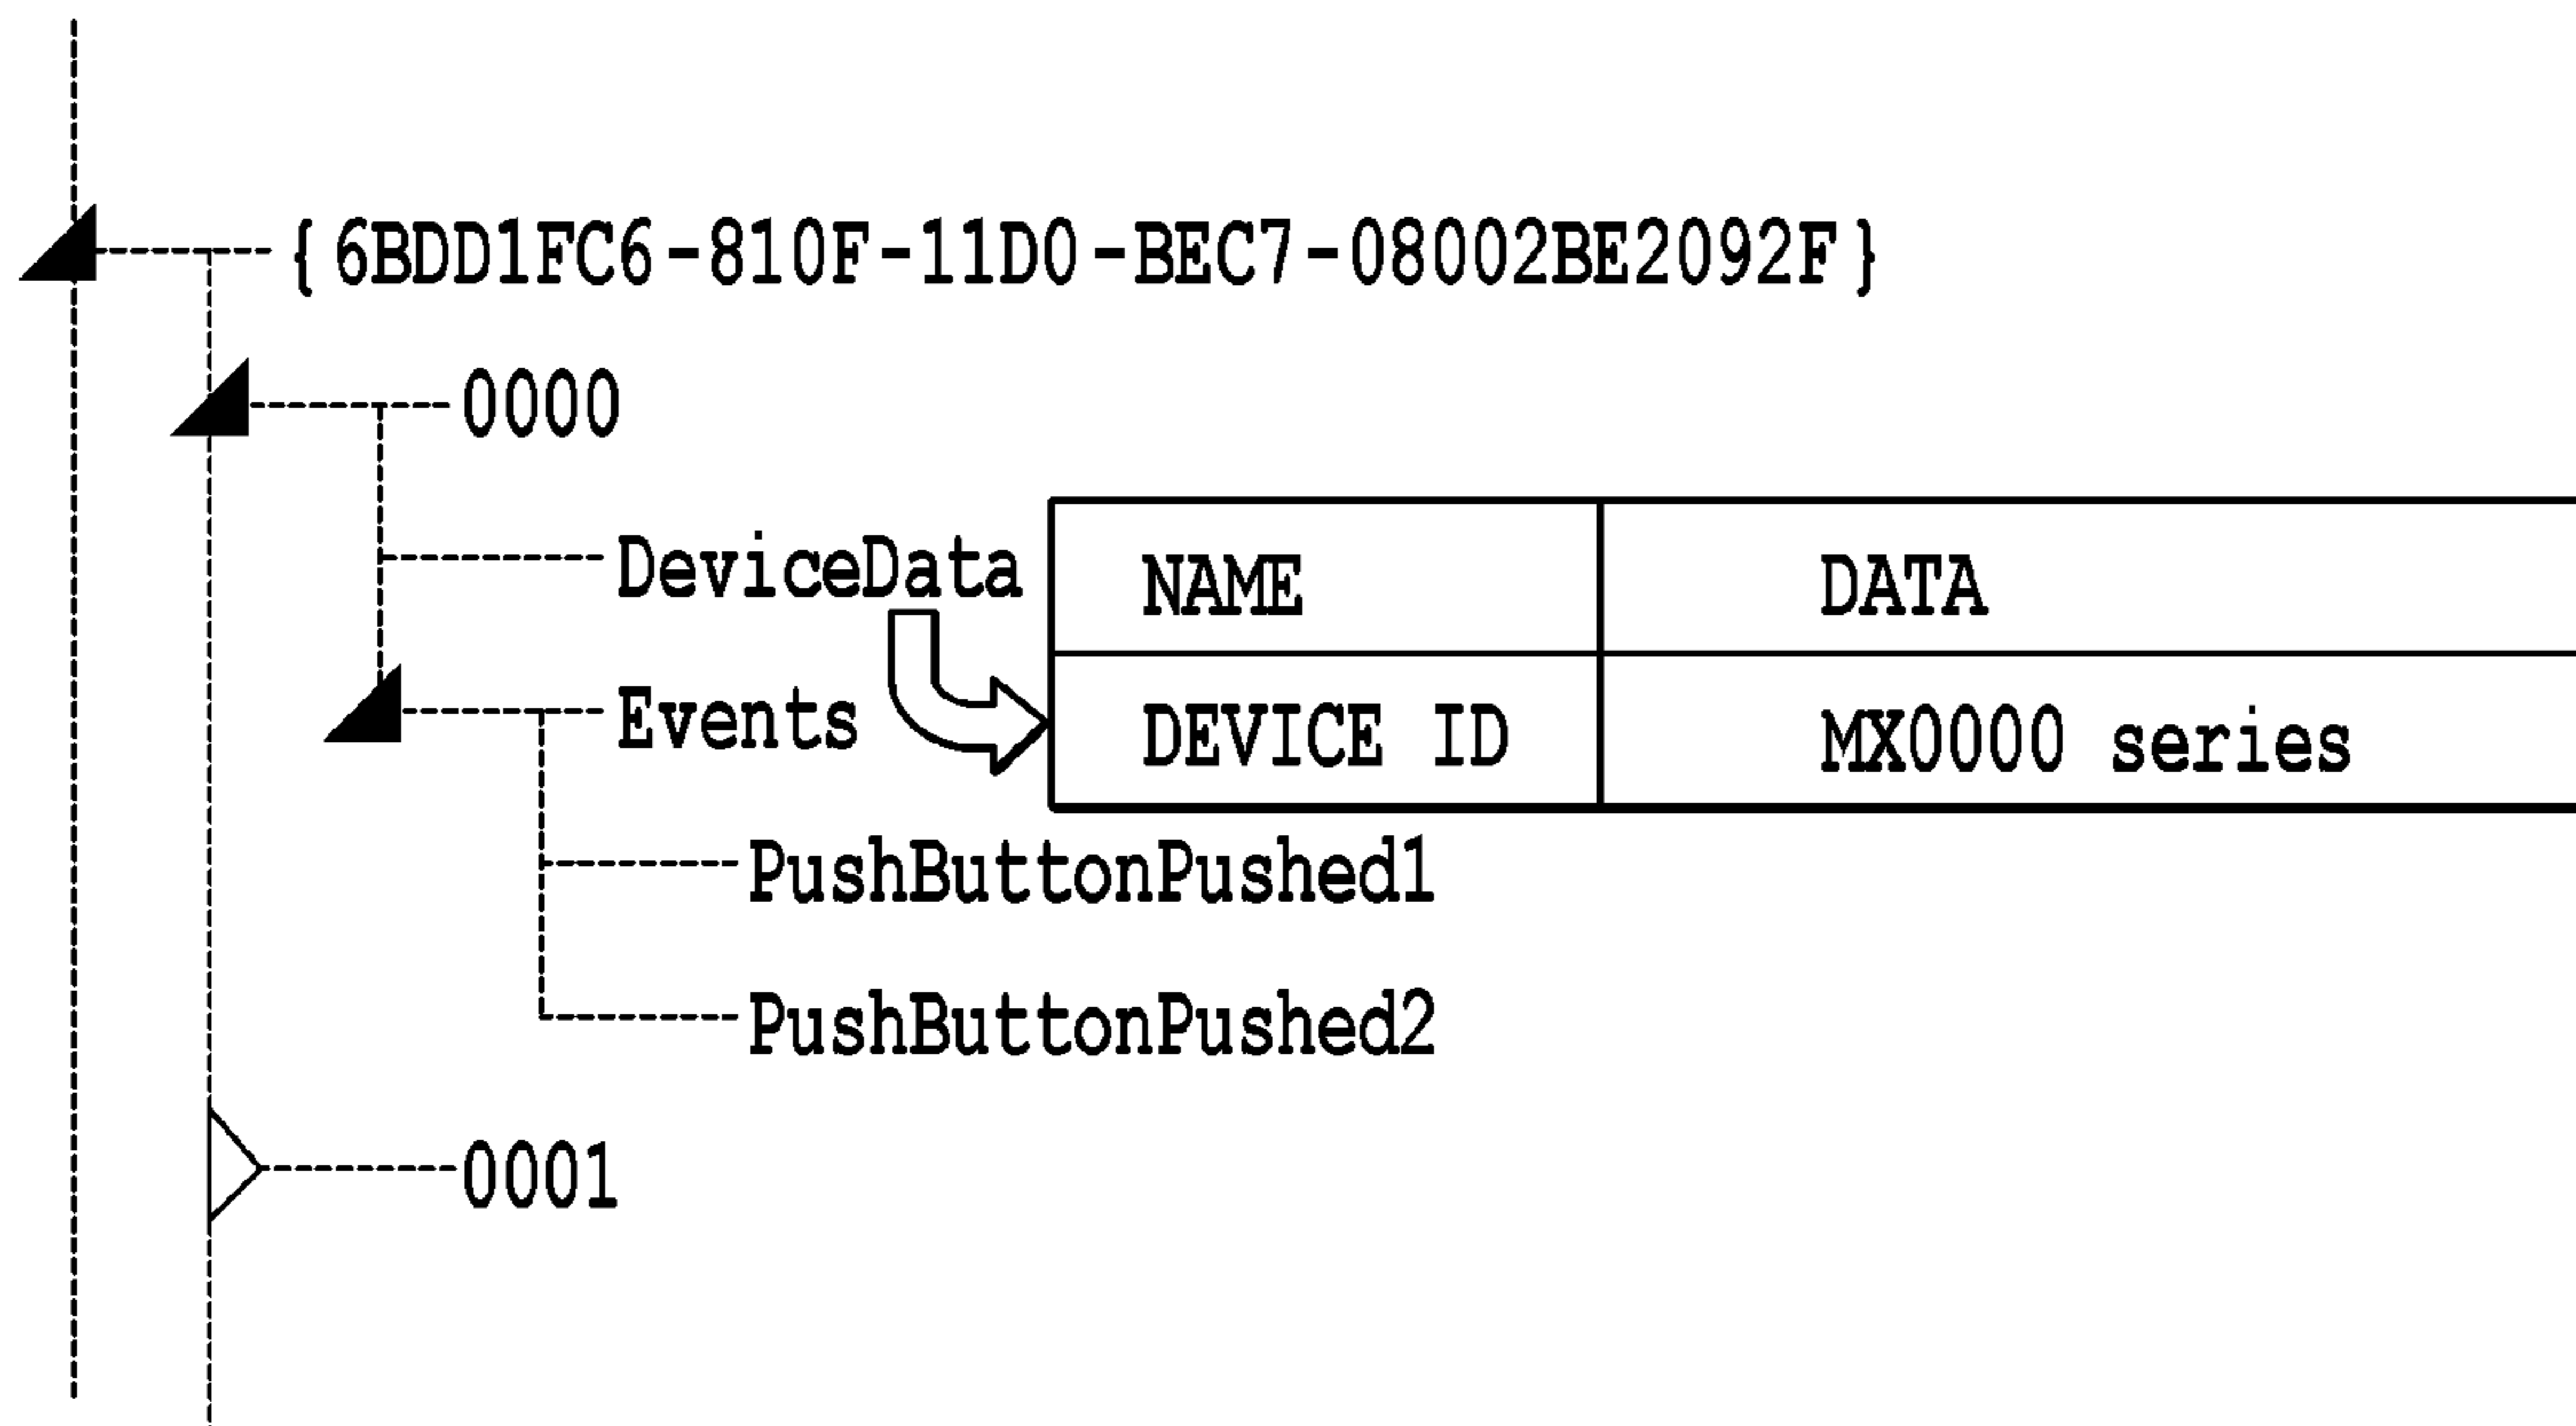 {6BDD1FC6-810F-11D0-BEC7-08002BE2092F}
0000
DeviceData
NAME DATA
Events
DEVICE ID MX0000 series
PushButtonPushed1
PushButtonPushed2
0001